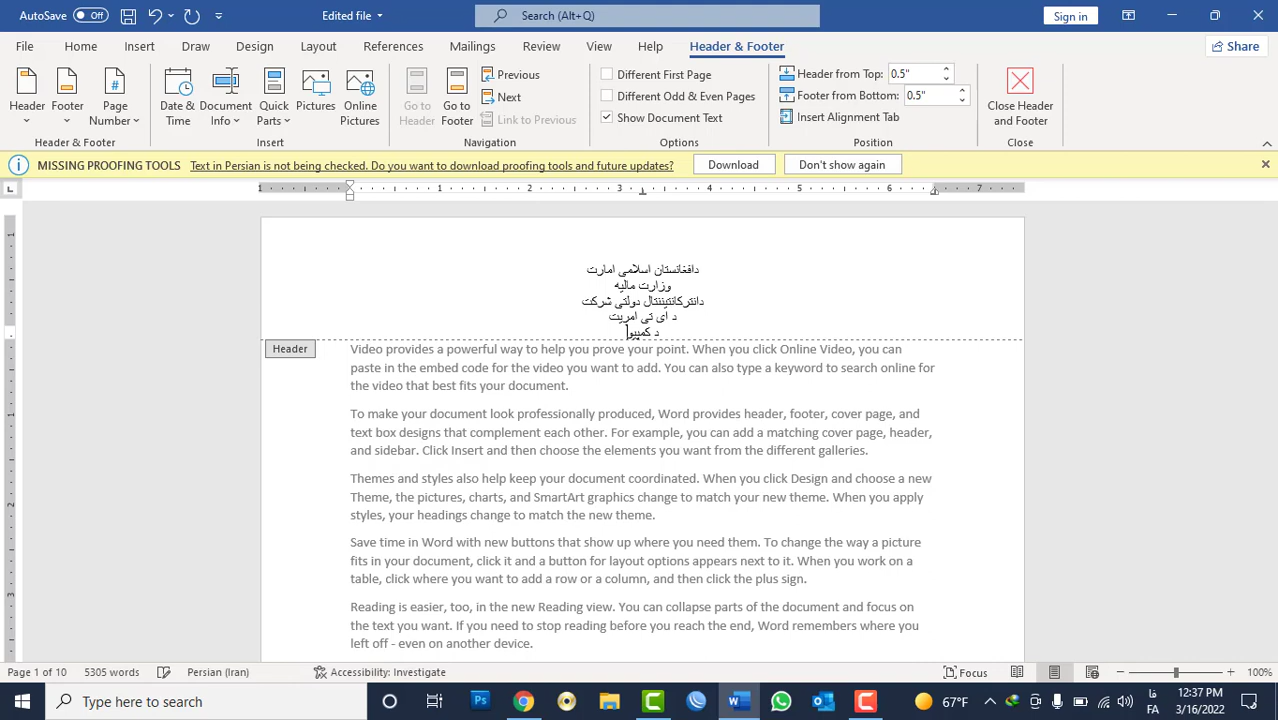 AutoSave Off
Edited file
Search (Alt+Q)
Sign in
File Home Insert Draw Design Layout References Mailings Review View Help Header & Footer Share
Header
Footer
Page Number
Date & Time
Document Info
Quick Parts
Pictures
Online Pictures
Go to Header
Go to Footer
Previous
Next
Link to Previous
Different First Page
Different Odd & Even Pages
Show Document Text
Header from Top: 0.5"
Footer from Bottom: 0.5"
Insert Alignment Tab
Close Header and Footer
Header & Footer Insert Navigation Options Position Close
MISSING PROOFING TOOLS Text in Persian is not being checked. Do you want to download proofing tools and future updates? Download Don't show again
1 1 2 3 4 5 6 7
دافغانستان اسلامی امارت
وزارت مالیه
دانترکانتیننتال دولتی شرکت
د ای تی امریت
د کمپیو
Header
Video provides a powerful way to help you prove your point. When you click Online Video, you can
paste in the embed code for the video you want to add. You can also type a keyword to search online for
the video that best fits your document.
To make your document look professionally produced, Word provides header, footer, cover page, and
text box designs that complement each other. For example, you can add a matching cover page, header,
and sidebar. Click Insert and then choose the elements you want from the different galleries.
Themes and styles also help keep your document coordinated. When you click Design and choose a new
Theme, the pictures, charts, and SmartArt graphics change to match your new theme. When you apply
styles, your headings change to match the new theme.
Save time in Word with new buttons that show up where you need them. To change the way a picture
fits in your document, click it and a button for layout options appears next to it. When you work on a
table, click where you want to add a row or a column, and then click the plus sign.
Reading is easier, too, in the new Reading view. You can collapse parts of the document and focus on
the text you want. If you need to stop reading before you reach the end, Word remembers where you
left off - even on another device.
Page 1 of 10 5305 words Persian (Iran) Accessibility: Investigate Focus 100%
Type here to search
67°F
فا
FA
12:37 PM
3/16/2022